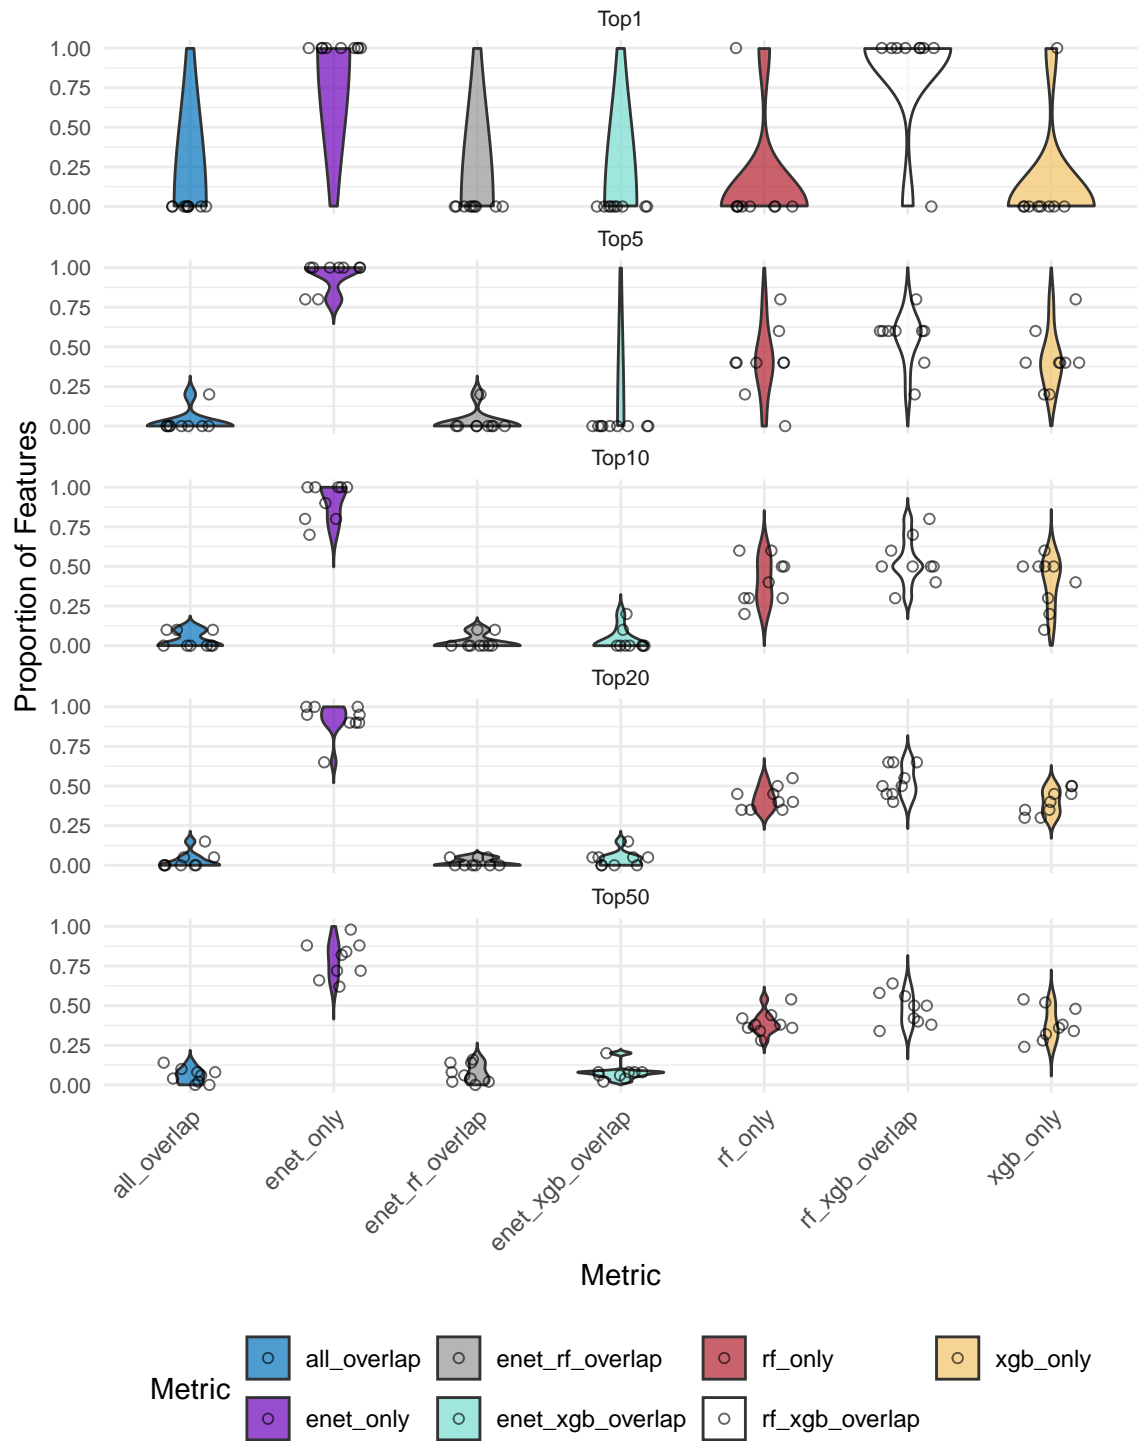 Top1
1.00
0.75
0.50
0.25
0.00
Top5
1.00
0.75
0.50
0.25
0.00
Top10
1.00
0.75
0.50
0.25
0.00
Top20
1.00
0.75
0.50
0.25
0.00
Top50
1.00
0.75
0.50
0.25
0.00
Proportion of Features
all_overlap
enet_only
enet_rf_overlap
enet_xgb_overlap
rf_only
rf_xgb_overlap
xgb_only
Metric
Metric
all_overlap
enet_rf_overlap
rf_only
xgb_only
enet_only
enet_xgb_overlap
rf_xgb_overlap